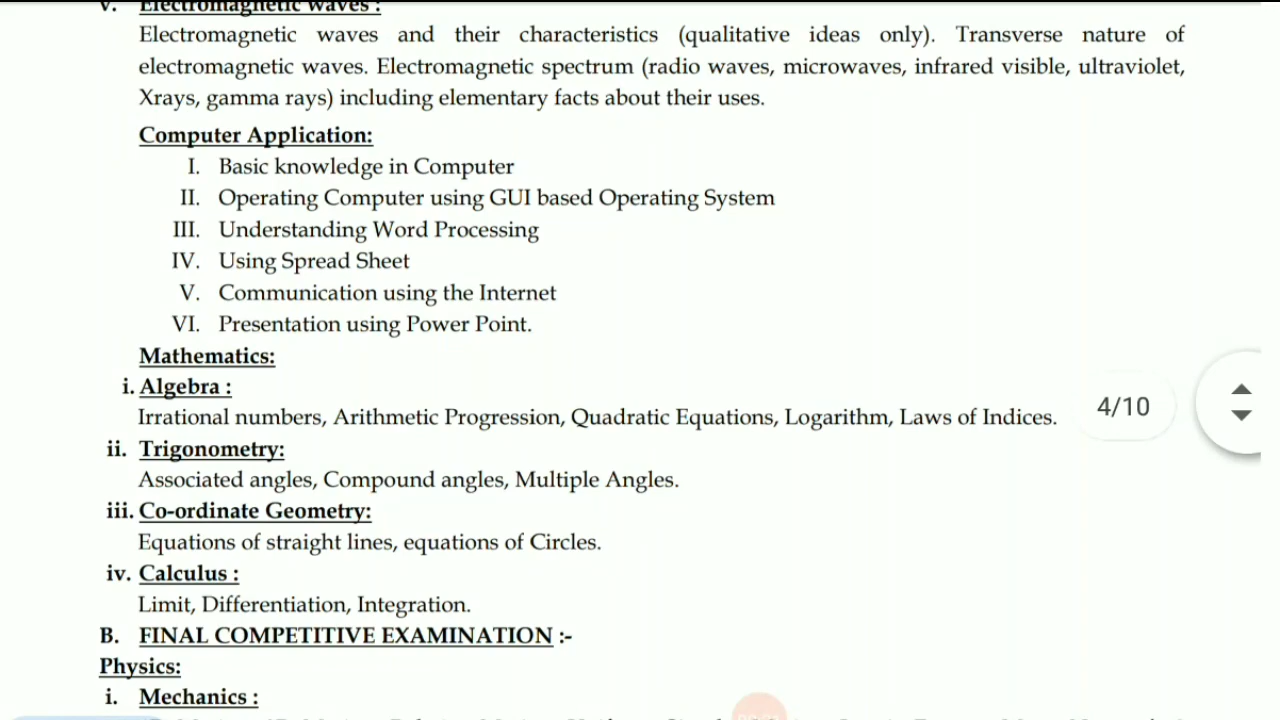 v. Electromagnetic waves :
Electromagnetic waves and their characteristics (qualitative ideas only). Transverse nature of
electromagnetic waves. Electromagnetic spectrum (radio waves, microwaves, infrared visible, ultraviolet,
Xrays, gamma rays) including elementary facts about their uses.
Computer Application:
I. Basic knowledge in Computer
II. Operating Computer using GUI based Operating System
III. Understanding Word Processing
IV. Using Spread Sheet
V. Communication using the Internet
VI. Presentation using Power Point.
Mathematics:
i. Algebra :
Irrational numbers, Arithmetic Progression, Quadratic Equations, Logarithm, Laws of Indices.
4/10
ii. Trigonometry:
Associated angles, Compound angles, Multiple Angles.
iii. Co-ordinate Geometry:
Equations of straight lines, equations of Circles.
iv. Calculus :
Limit, Differentiation, Integration.
B. FINAL COMPETITIVE EXAMINATION :-
Physics:
i. Mechanics :